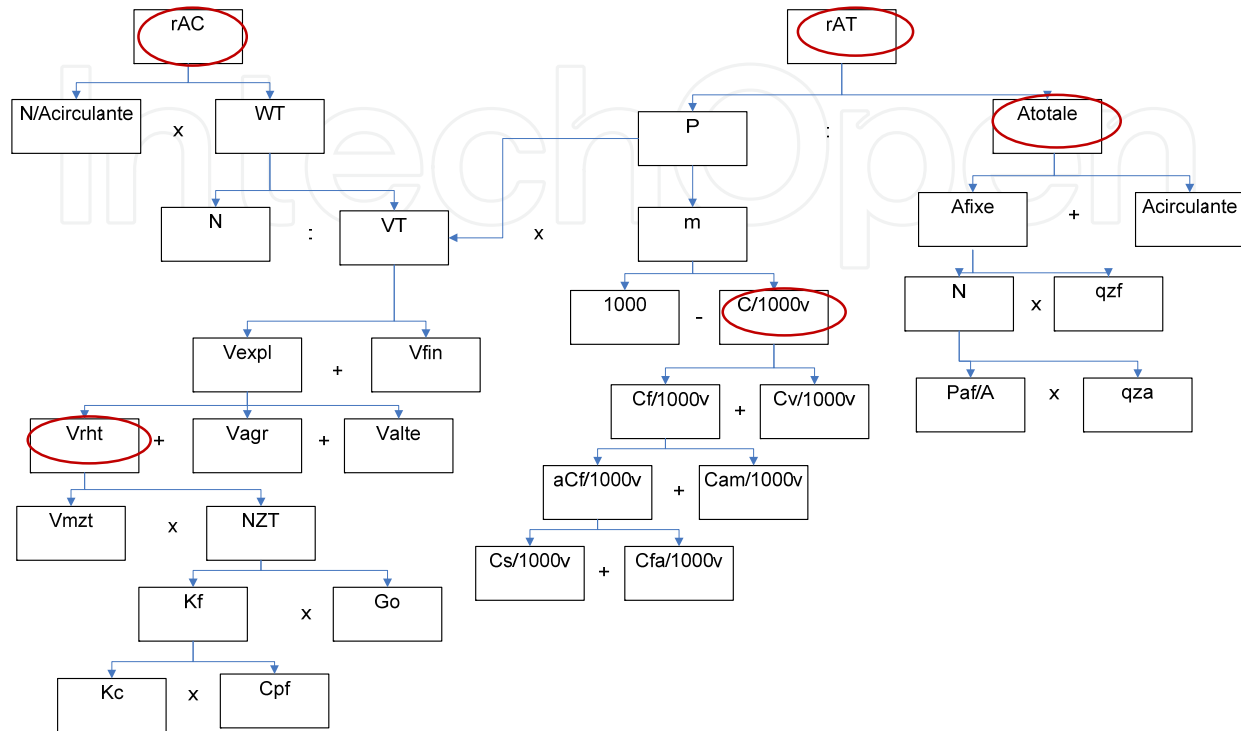 rAC
rAT
N/Acirculante
x
WT
P
:
Atotale
N
:
VT
x
m
Afixe
+
Acirculante
1000
-
C/1000v
N
x
qzf
Vexpl
+
Vfin
Cf/1000v
+
Cv/1000v
Paf/A
x
qza
Vrht
+
Vagr
+
Valte
aCf/1000v
+
Cam/1000v
Vmzt
x
NZT
Cs/1000v
+
Cfa/1000v
Kf
x
Go
Kc
x
Cpf
IntechOpen